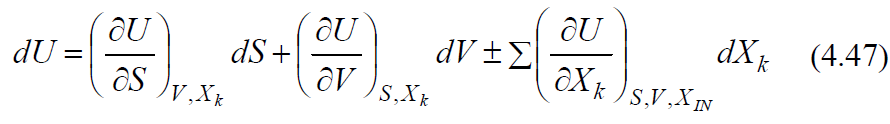 dU = (∂U/∂S)_{V,X_k} dS + (∂U/∂V)_{S,X_k} dV ± Σ(∂U/∂X_k)_{S,V,X_{IN}} dX_k (4.47)